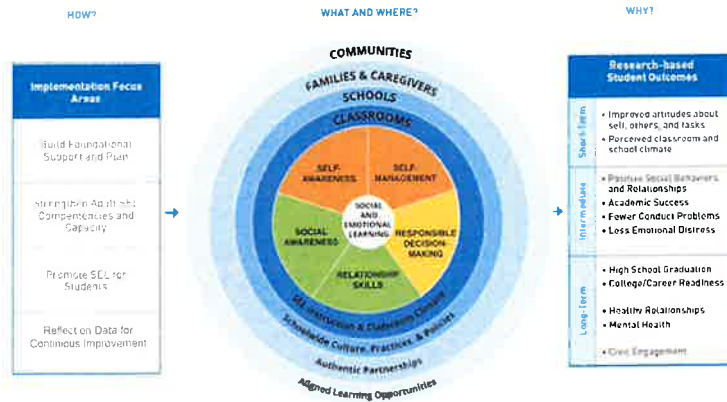 HOW?
WHAT AND WHERE?
WHY?
Implementation Focus
Areas
Build Foundational
Support and Plan
Strengthen Adult SEL
Competencies and
Capacity
Promote SEL for
Students
Reflect on Data for
Continuous Improvement
COMMUNITIES
FAMILIES & CAREGIVERS
SCHOOLS
CLASSROOMS
SELF-
AWARENESS
SELF-
MANAGEMENT
SOCIAL
AWARENESS
SOCIAL
AND
EMOTIONAL
LEARNING
RESPONSIBLE
DECISION-
MAKING
RELATIONSHIP
SKILLS
SEL Instruction & Classroom Climate
Schoolwide Culture, Practices, & Policies
Authentic Partnerships
Aligned Learning Opportunities
Research-based
Student Outcomes
Short-Term
• Improved attitudes about
self, others, and tasks
• Perceived classroom and
school climate
Intermediate
• Positive Social Behaviors
and Relationships
• Academic Success
• Fewer Conduct Problems
• Less Emotional Distress
Long-Term
• High School Graduation
• College/Career Readiness
• Healthy Relationships
• Mental Health
• Civic Engagement